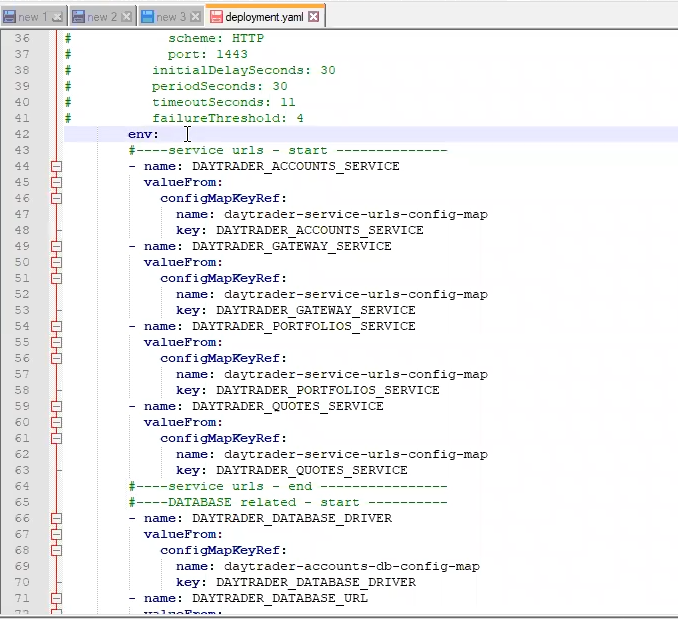 new 1 new 2 new 3 deployment.yaml
36 # scheme: HTTP
37 # port: 1443
38 # initialDelaySeconds: 30
39 # periodSeconds: 30
40 # timeoutSeconds: 11
41 # failureThreshold: 4
42 env:
43 #----service urls - start --------------
44 - name: DAYTRADER_ACCOUNTS_SERVICE
45 valueFrom:
46 configMapKeyRef:
47 name: daytrader-service-urls-config-map
48 key: DAYTRADER_ACCOUNTS_SERVICE
49 - name: DAYTRADER_GATEWAY_SERVICE
50 valueFrom:
51 configMapKeyRef:
52 name: daytrader-service-urls-config-map
53 key: DAYTRADER_GATEWAY_SERVICE
54 - name: DAYTRADER_PORTFOLIOS_SERVICE
55 valueFrom:
56 configMapKeyRef:
57 name: daytrader-service-urls-config-map
58 key: DAYTRADER_PORTFOLIOS_SERVICE
59 - name: DAYTRADER_QUOTES_SERVICE
60 valueFrom:
61 configMapKeyRef:
62 name: daytrader-service-urls-config-map
63 key: DAYTRADER_QUOTES_SERVICE
64 #----service urls - end ----------------
65 #----DATABASE related - start ----------
66 - name: DAYTRADER_DATABASE_DRIVER
67 valueFrom:
68 configMapKeyRef:
69 name: daytrader-accounts-db-config-map
70 key: DAYTRADER_DATABASE_DRIVER
71 - name: DAYTRADER_DATABASE_URL
72 valueFrom: